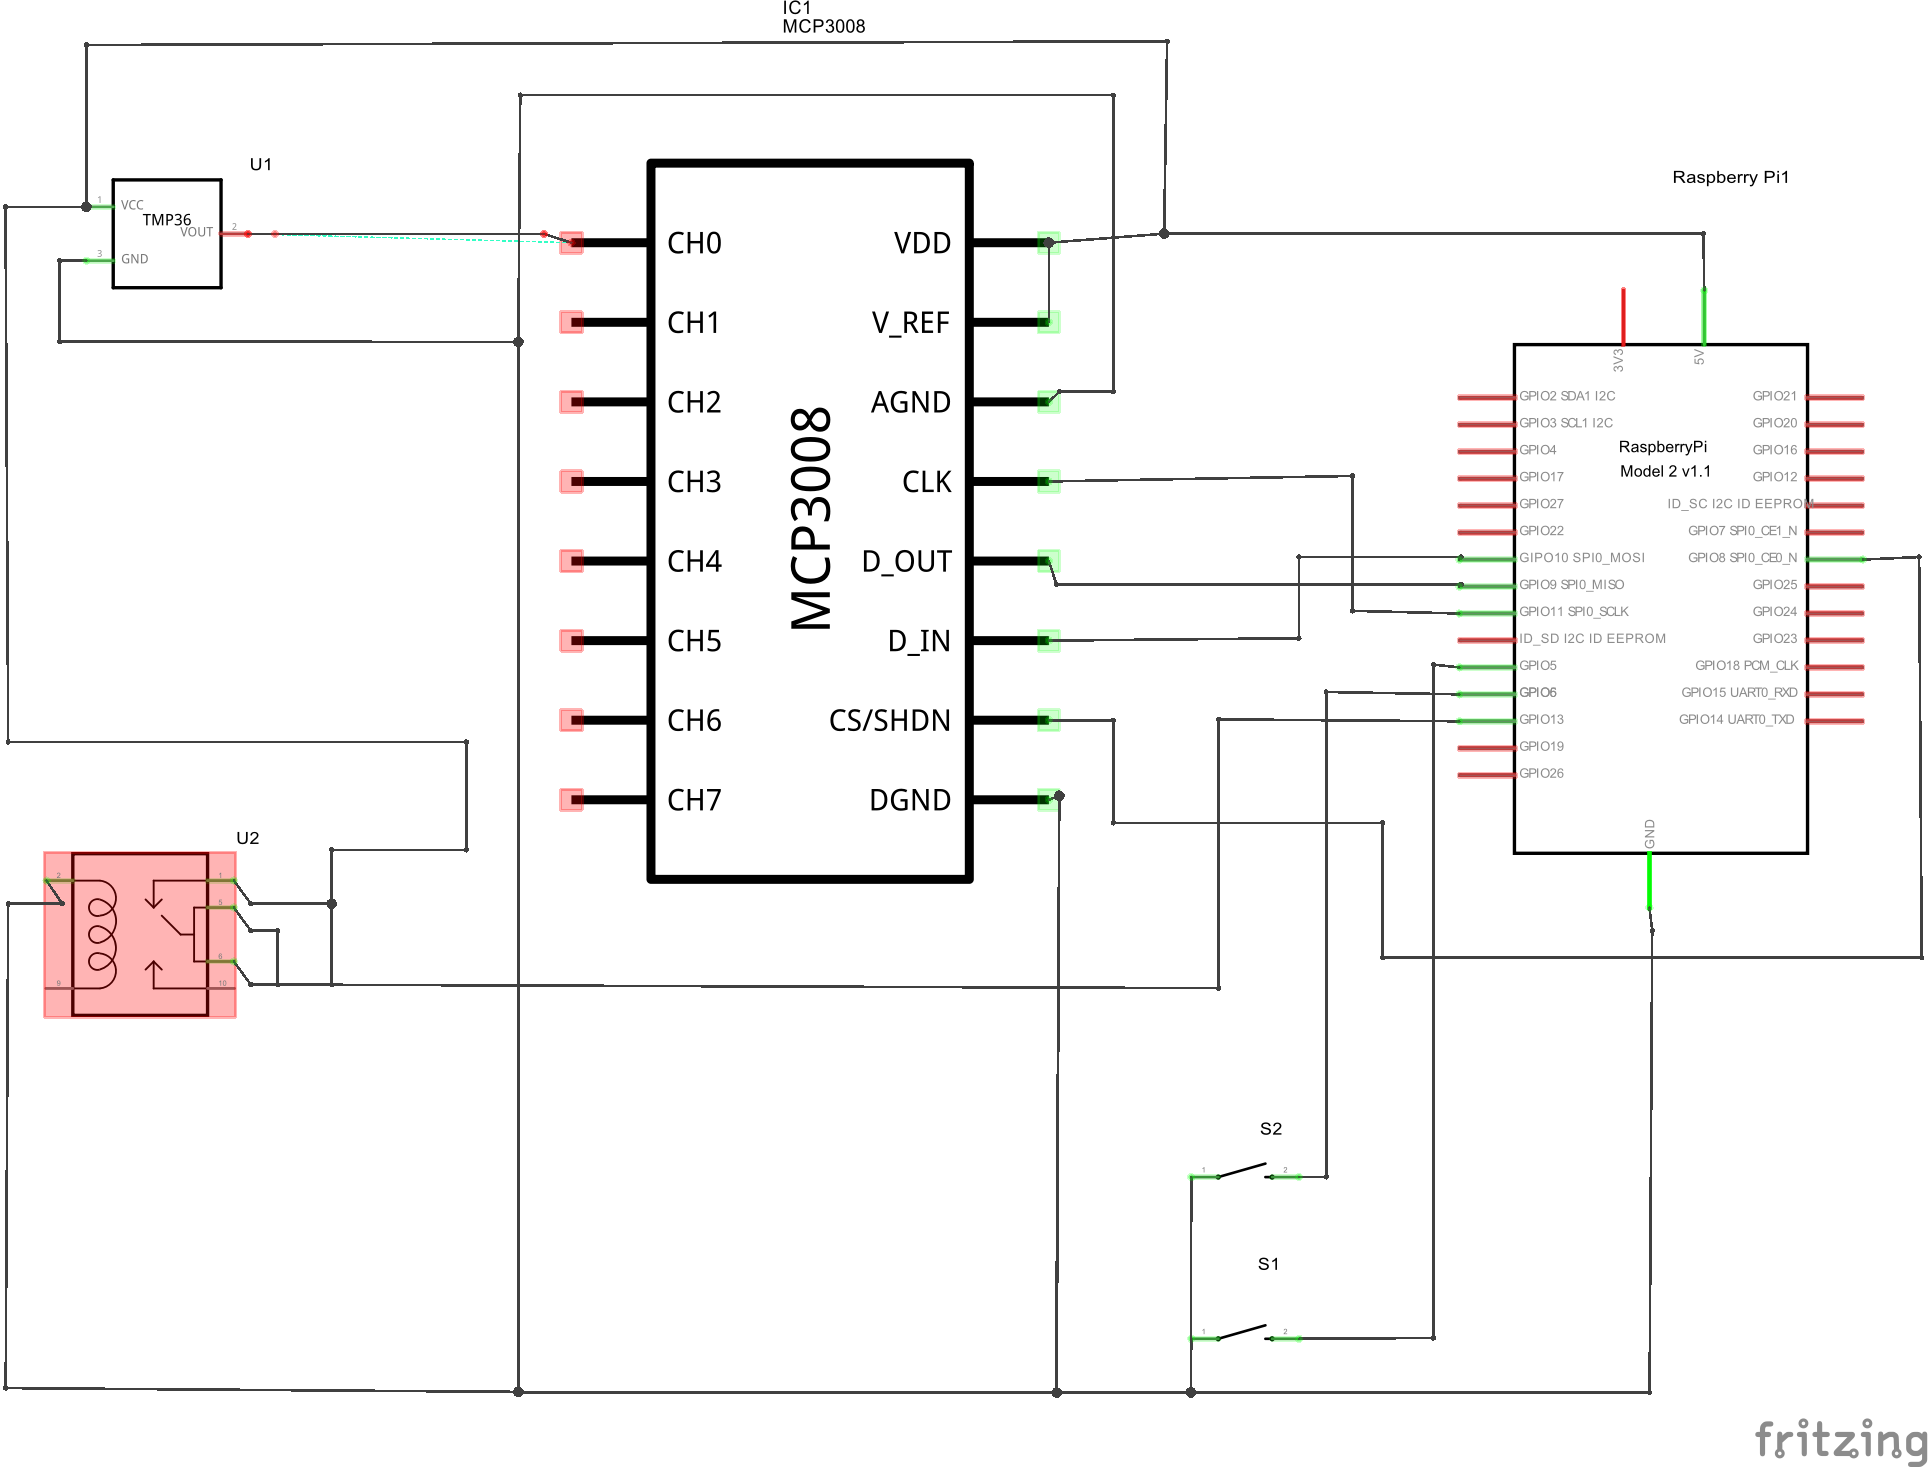 IC1
MCP3008
U1
Raspberry Pi1
1
VCC
TMP36
VOUT
2
3
GND
CH0
VDD
CH1
V_REF
CH2
AGND
CH3
CLK
CH4
D_OUT
CH5
D_IN
CH6
CS/SHDN
CH7
DGND
MCP3008
3V3
5V
GPIO2 SDA1 I2C
GPIO21
GPIO3 SCL1 I2C
GPIO20
RaspberryPi
GPIO4
GPIO16
Model 2 v1.1
GPIO17
GPIO12
GPIO27
ID_SC I2C ID EEPROM
GPIO22
GPIO7 SPI0_CE1_N
GIPO10 SPI0_MOSI
GPIO8 SPI0_CE0_N
GPIO9 SPI0_MISO
GPIO25
GPIO11 SPI0_SCLK
GPIO24
ID_SD I2C ID EEPROM
GPIO23
GPIO5
GPIO18 PCM_CLK
GPIO6
GPIO15 UART0_RXD
GPIO13
GPIO14 UART0_TXD
GPIO19
GPIO26
GND
U2
2
1
5
6
9
10
S2
1
2
S1
1
2
fritzing